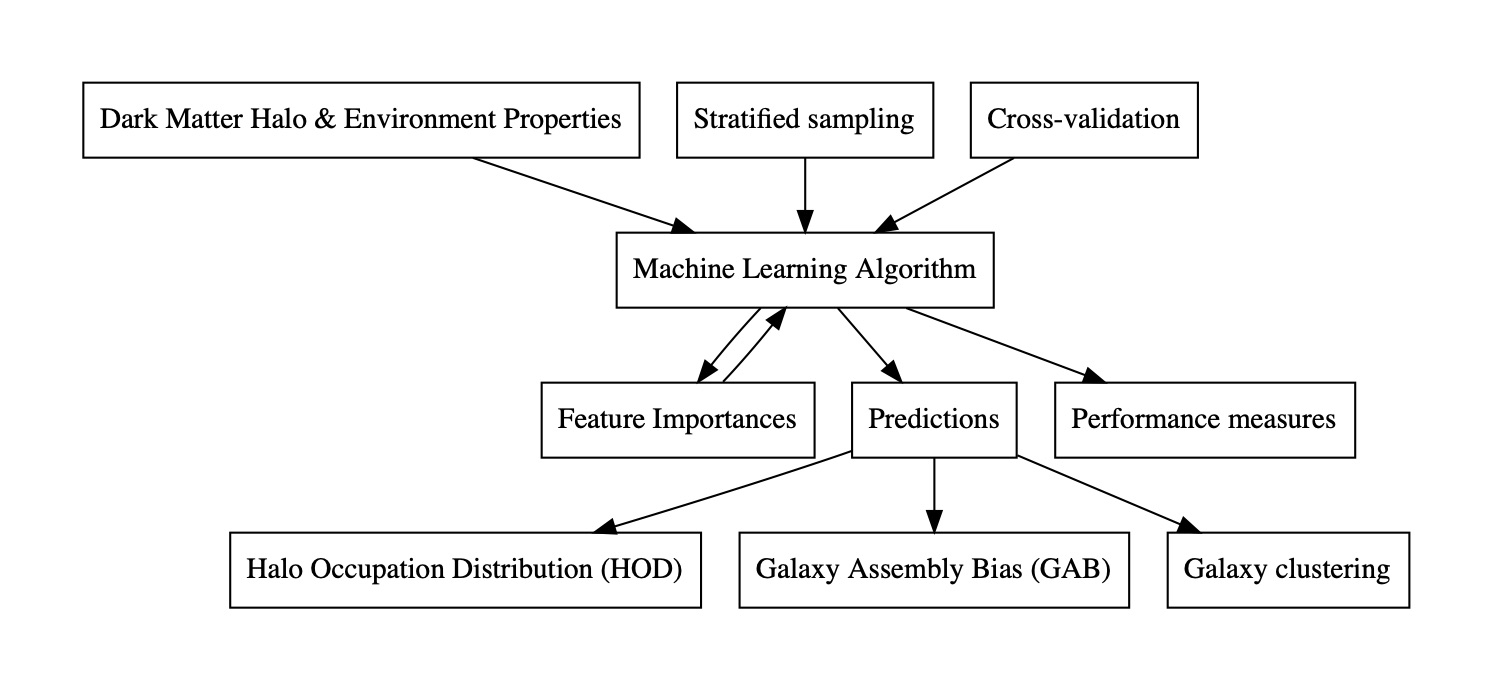 Dark Matter Halo & Environment Properties
Stratified sampling
Cross-validation
Machine Learning Algorithm
Feature Importances
Predictions
Performance measures
Halo Occupation Distribution (HOD)
Galaxy Assembly Bias (GAB)
Galaxy clustering